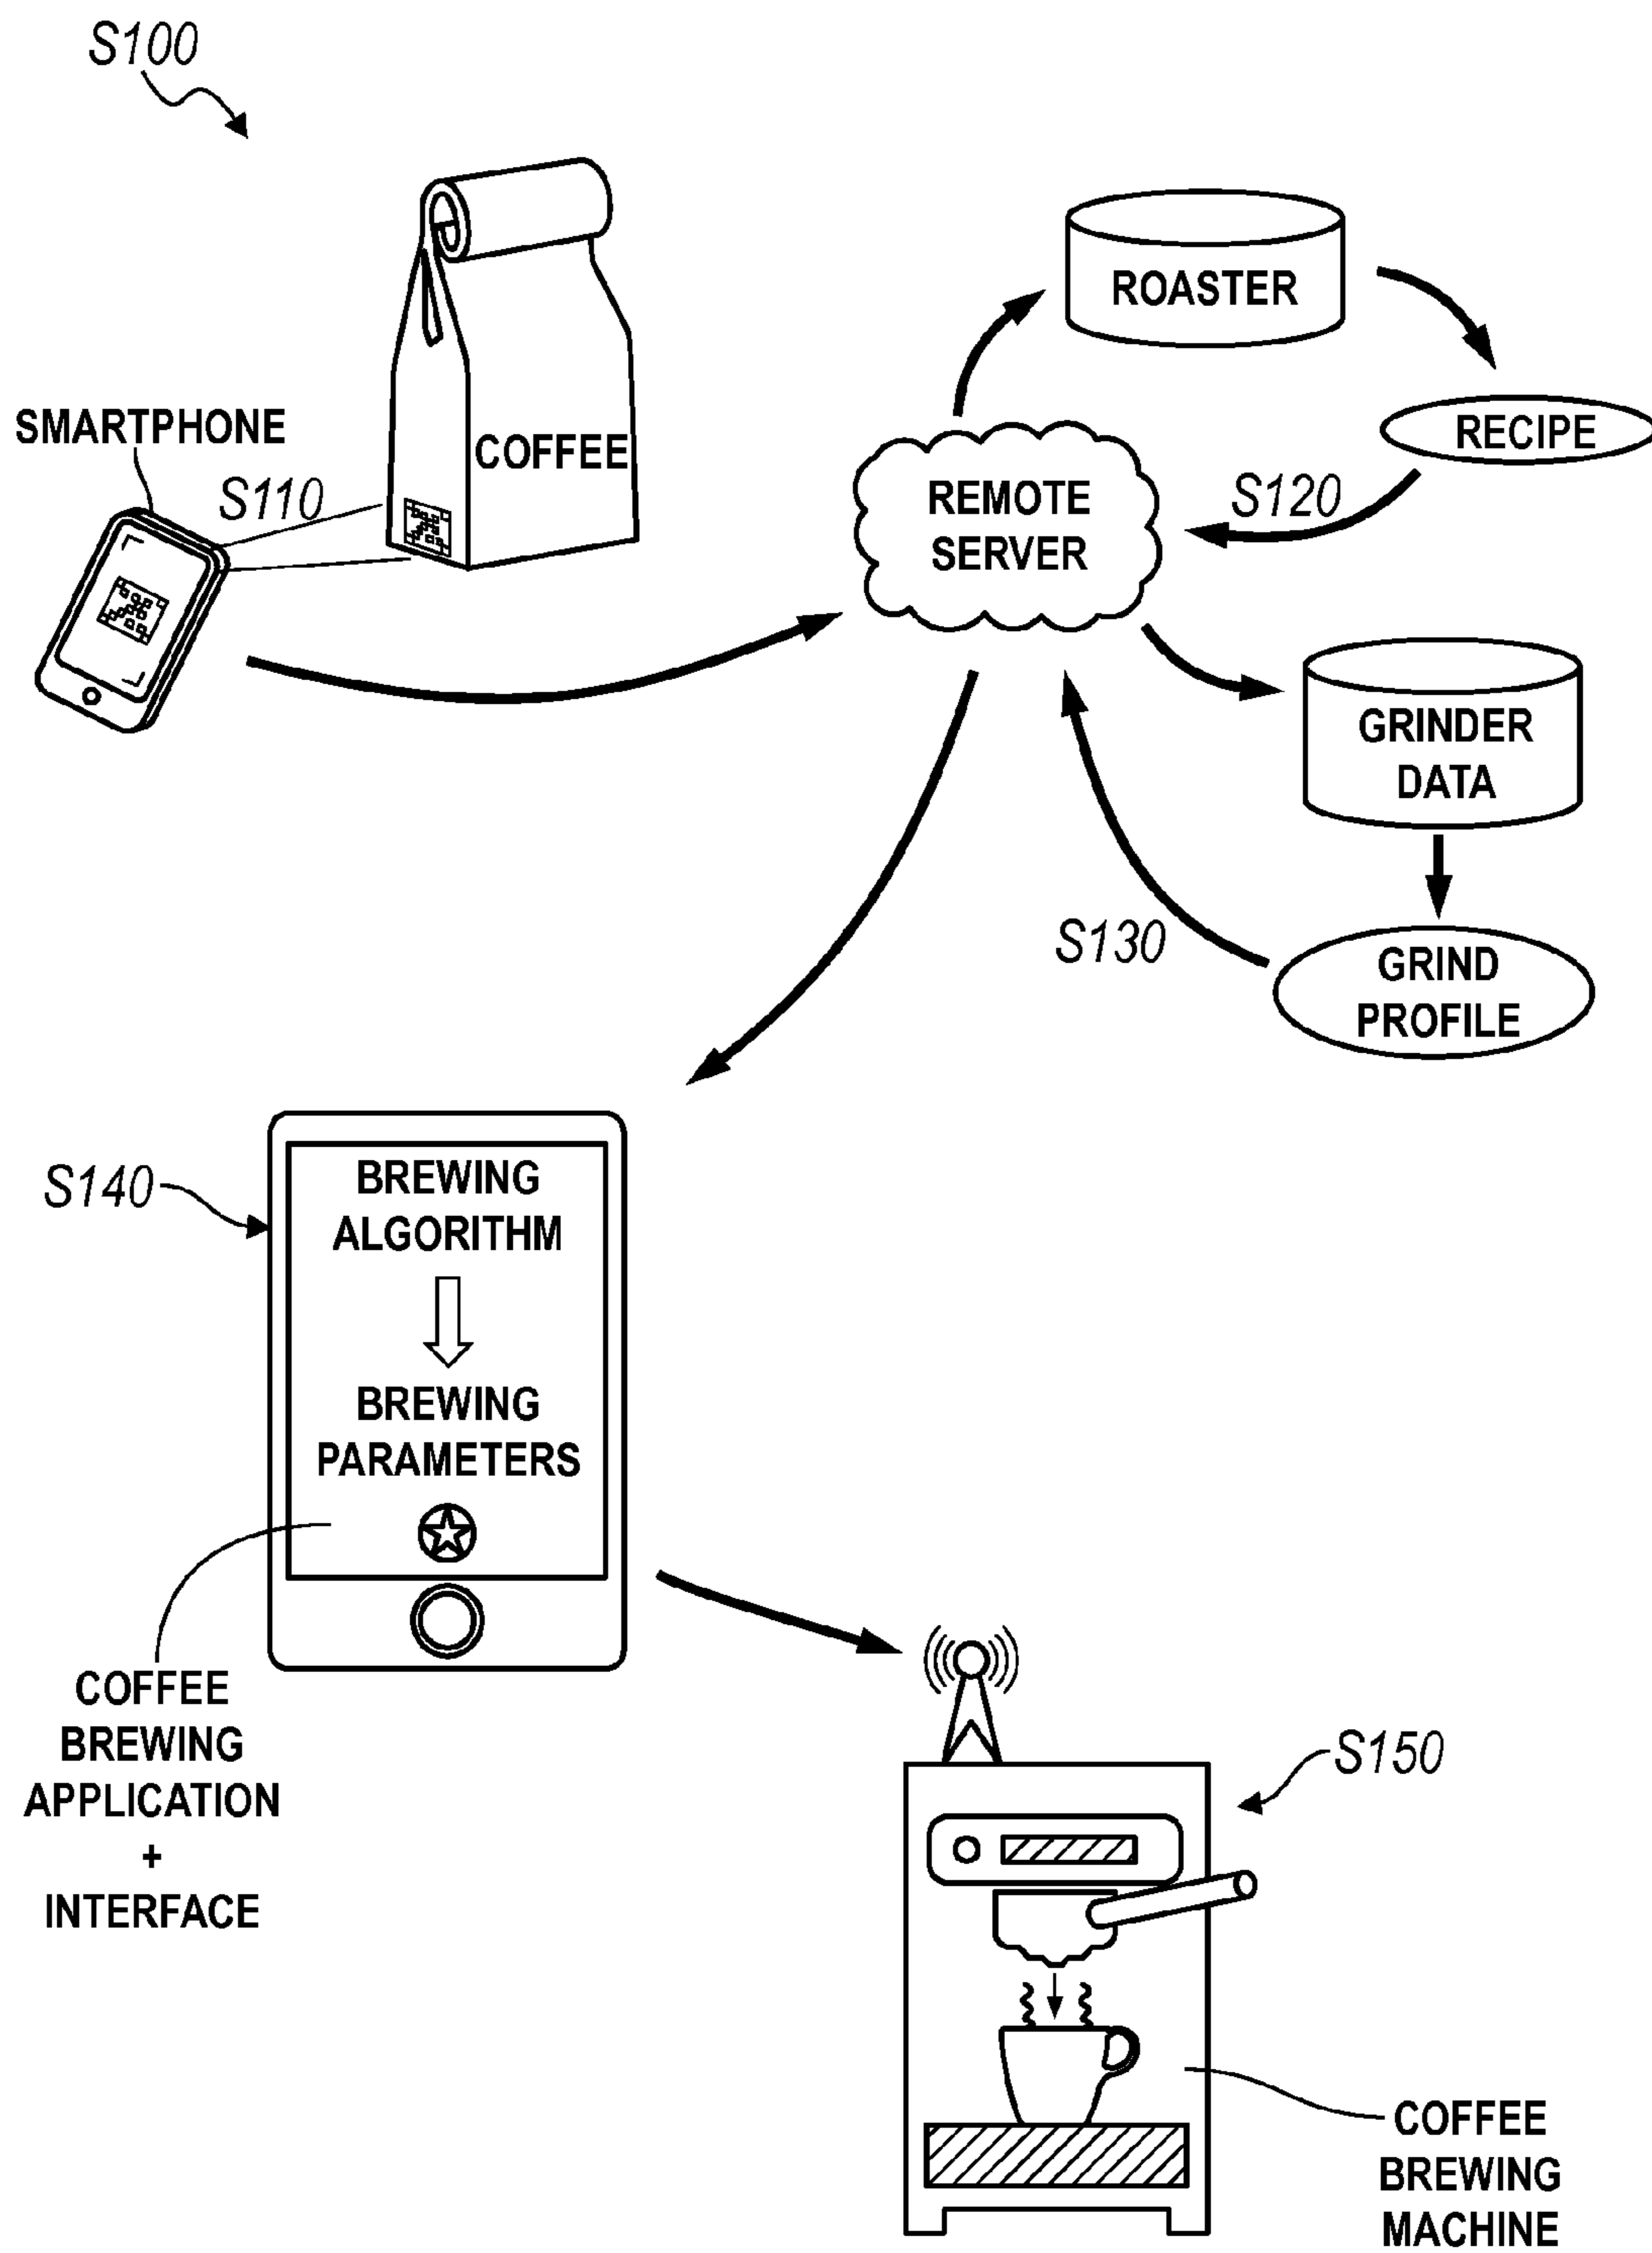 S100
ROASTER
RECIPE
SMARTPHONE
S110
COFFEE
REMOTE
SERVER
S120
GRINDER
DATA
S130
GRIND
PROFILE
S140
BREWING
ALGORITHM
BREWING
PARAMETERS
COFFEE
BREWING
APPLICATION
+
INTERFACE
S150
COFFEE
BREWING
MACHINE